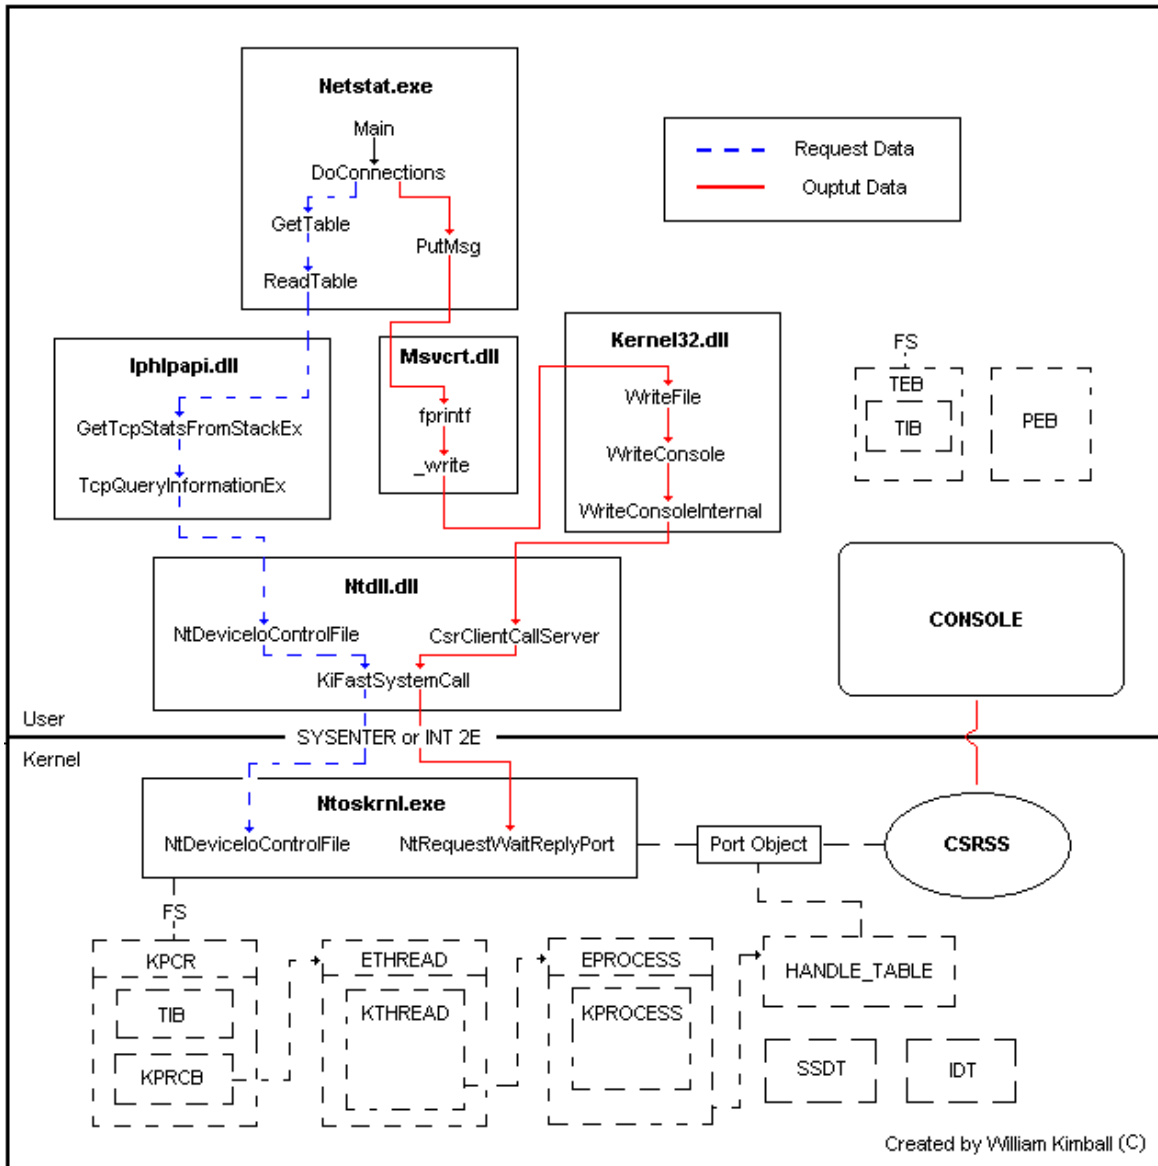 Netstat.exe
Main
DoConnections
GetTable
PutMsg
ReadTable
Request Data
Ouptut Data
Iphlpapi.dll
GetTcpStatsFromStackEx
TcpQueryInformationEx
Msvcrt.dll
fprintf
_write
Kernel32.dll
WriteFile
WriteConsole
WriteConsoleInternal
FS
TEB
TIB
PEB
Ntdll.dll
NtDeviceIoControlFile
CsrClientCallServer
KiFastSystemCall
CONSOLE
User
SYSENTER or INT 2E
Kernel
Ntoskrnl.exe
NtDeviceIoControlFile
NtRequestWaitReplyPort
Port Object
CSRSS
FS
KPCR
TIB
KPRCB
ETHREAD
KTHREAD
EPROCESS
KPROCESS
HANDLE_TABLE
SSDT
IDT
Created by William Kimball (C)